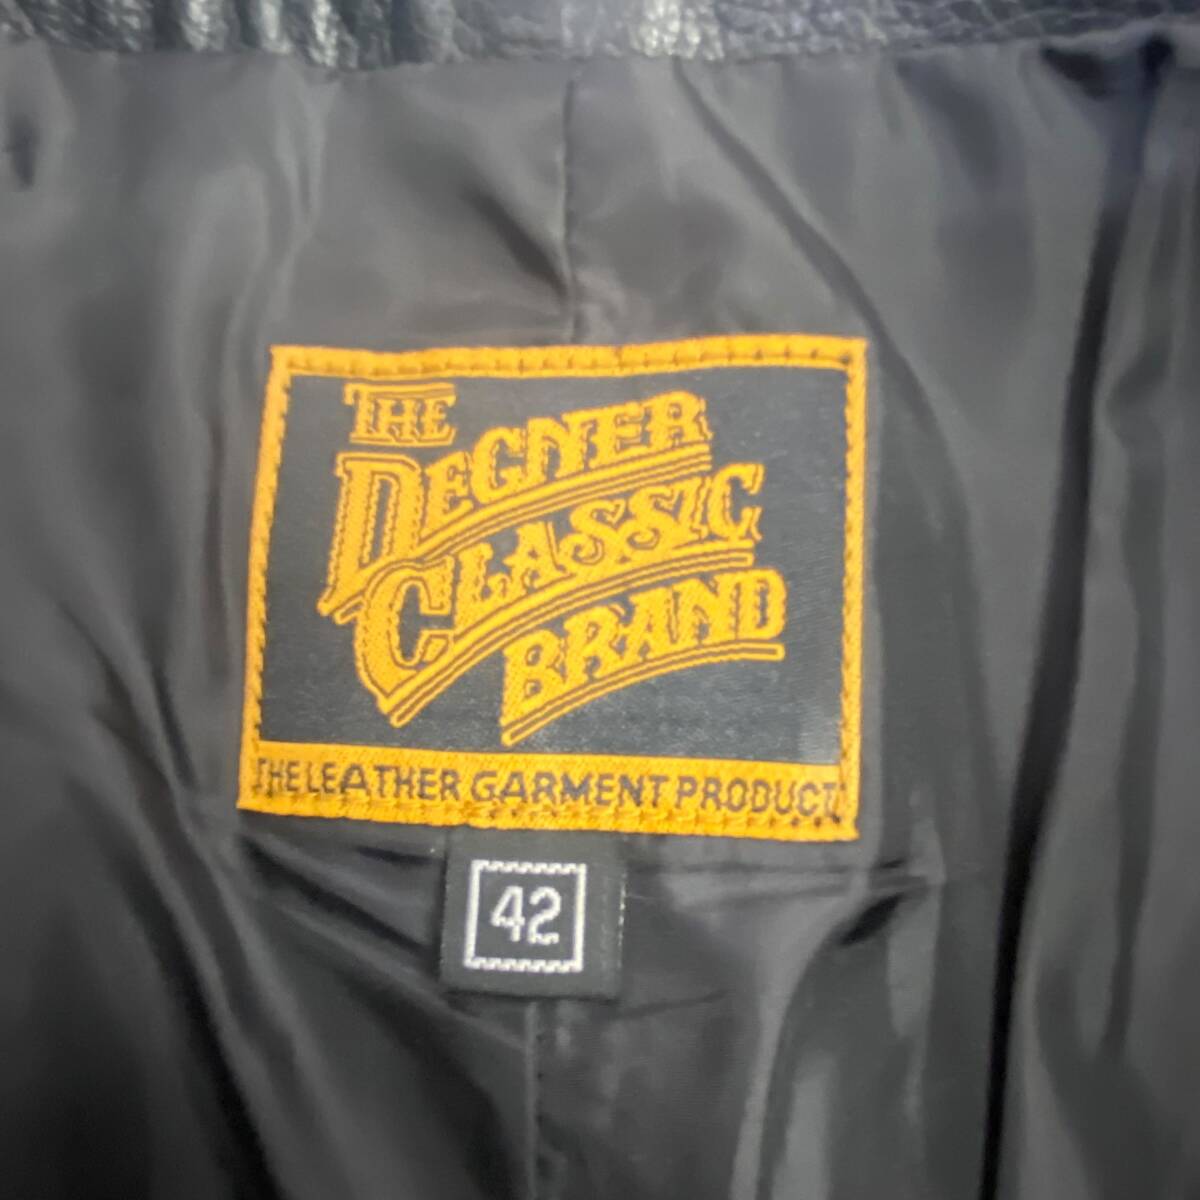 THE
DEGNER
CLASSIC
BRAND
THE LEATHER GARMENT PRODUCT
42